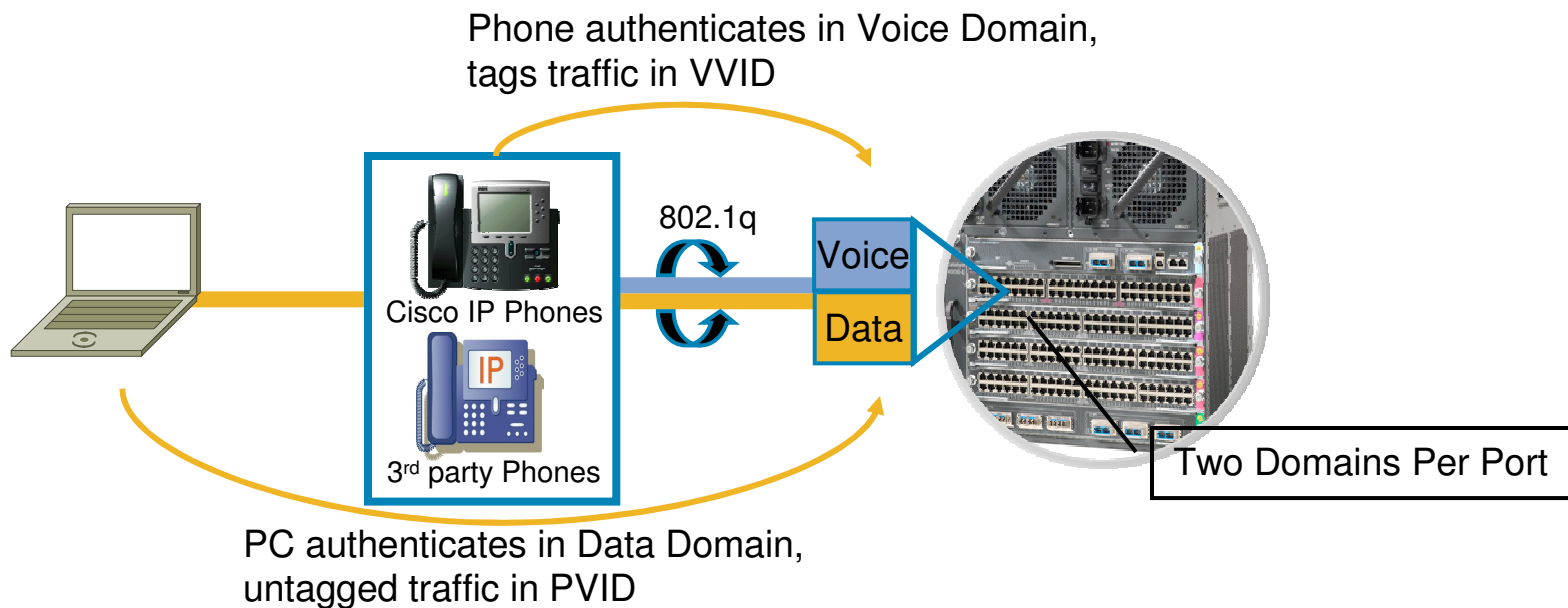 Phone authenticates in Voice Domain,
tags traffic in VVID
802.1q
Voice
Data
Cisco IP Phones
IP
3rd party Phones
Two Domains Per Port
PC authenticates in Data Domain,
untagged traffic in PVID